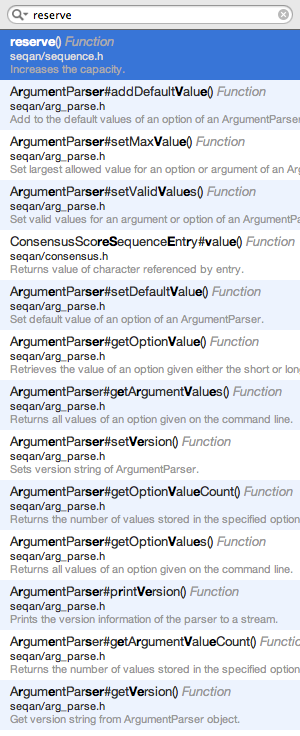 reserve
reserve() Function
seqan/sequence.h
Increases the capacity.
ArgumentParser#addDefaultValue() Function
seqan/arg_parse.h
Add to the default values of an option of an ArgumentParser
ArgumentParser#setMaxValue() Function
seqan/arg_parse.h
Set largest allowed value for an option or argument of an Ar
ArgumentParser#setValidValues() Function
seqan/arg_parse.h
Set valid values for an argument or option of an ArgumentPa
ConsensusScoreSequenceEntry#value() Function
seqan/consensus.h
Returns value of character referenced by entry.
ArgumentParser#setDefaultValue() Function
seqan/arg_parse.h
Set default value of an option of an ArgumentParser.
ArgumentParser#getOptionValue() Function
seqan/arg_parse.h
Retrieves the value of an option given either the short or long
ArgumentParser#getArgumentValues() Function
seqan/arg_parse.h
Returns all values of an option given on the command line.
ArgumentParser#setVersion() Function
seqan/arg_parse.h
Sets version string of ArgumentParser.
ArgumentParser#getOptionValueCount() Function
seqan/arg_parse.h
Returns the number of values stored in the specified option
ArgumentParser#getOptionValues() Function
seqan/arg_parse.h
Returns all values of an option given on the command line.
ArgumentParser#printVersion() Function
seqan/arg_parse.h
Prints the version information of the parser to a stream.
ArgumentParser#getArgumentValueCount() Functio
seqan/arg_parse.h
Returns the number of values stored in the specified option
ArgumentParser#getVersion() Function
seqan/arg_parse.h
Get version string from ArgumentParser object.